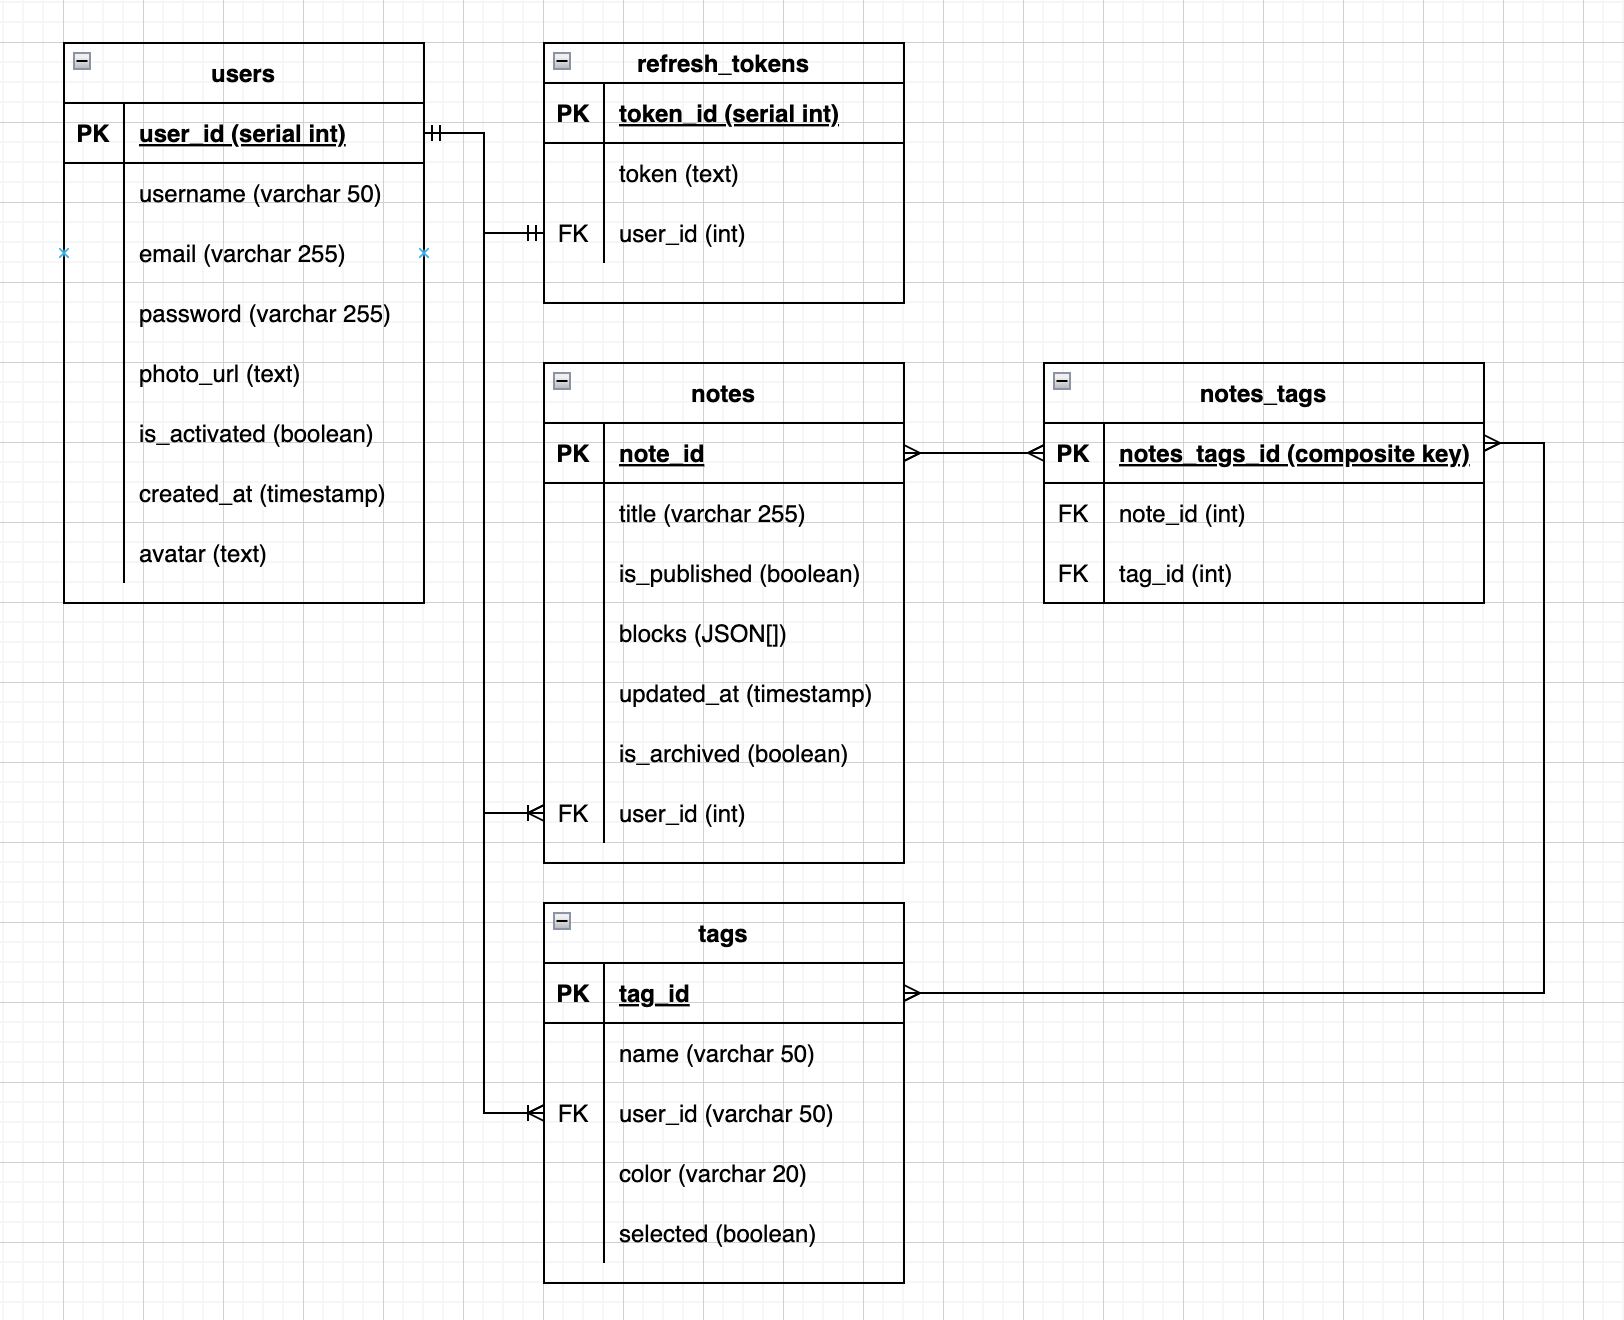 users
PK user_id (serial int)
username (varchar 50)
email (varchar 255)
password (varchar 255)
photo_url (text)
is_activated (boolean)
created_at (timestamp)
avatar (text)
refresh_tokens
PK token_id (serial int)
token (text)
FK user_id (int)
notes
PK note_id
title (varchar 255)
is_published (boolean)
blocks (JSON[])
updated_at (timestamp)
is_archived (boolean)
FK user_id (int)
notes_tags
PK notes_tags_id (composite key)
FK note_id (int)
FK tag_id (int)
tags
PK tag_id
name (varchar 50)
FK user_id (varchar 50)
color (varchar 20)
selected (boolean)